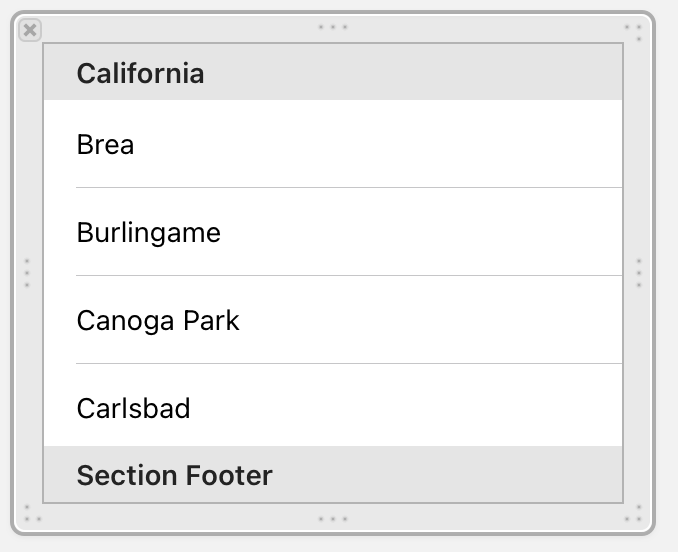 California
Brea
Burlingame
Canoga Park
Carlsbad
Section Footer